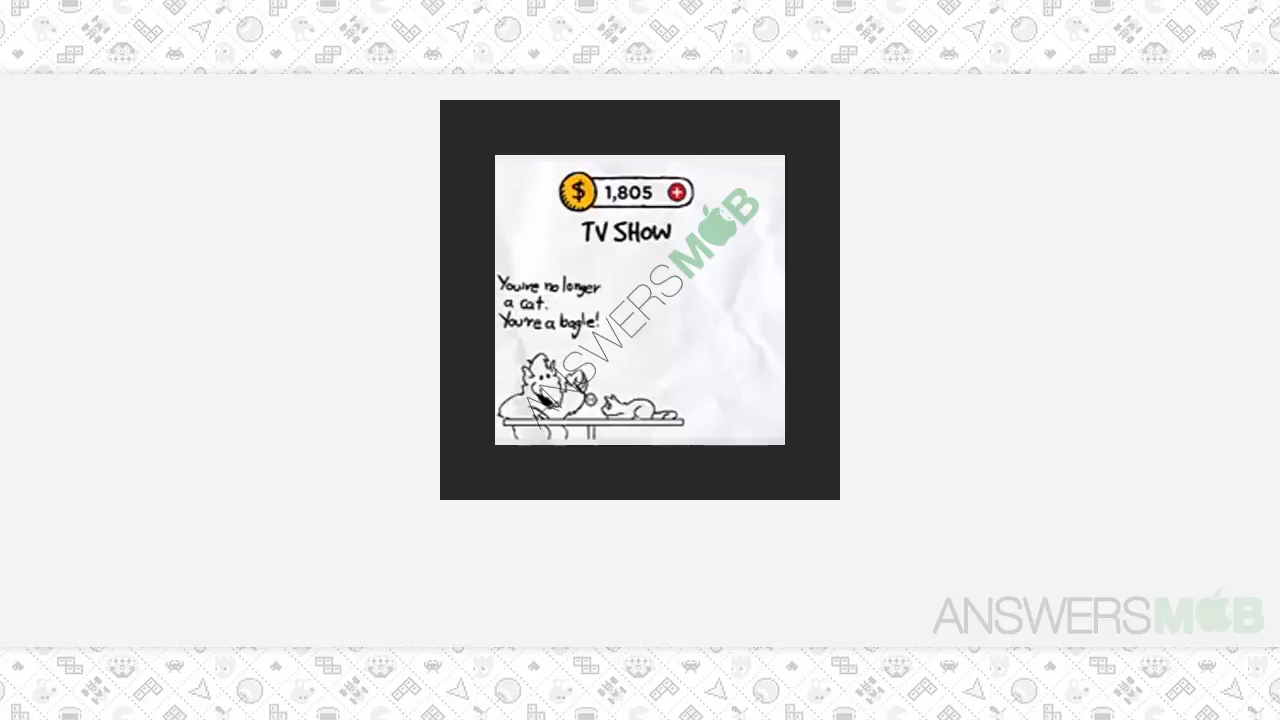 1,805
TV SHOW
You're no longer
a cat.
You're a bagle!
ANSWERSMOB
ANSWERSMOB